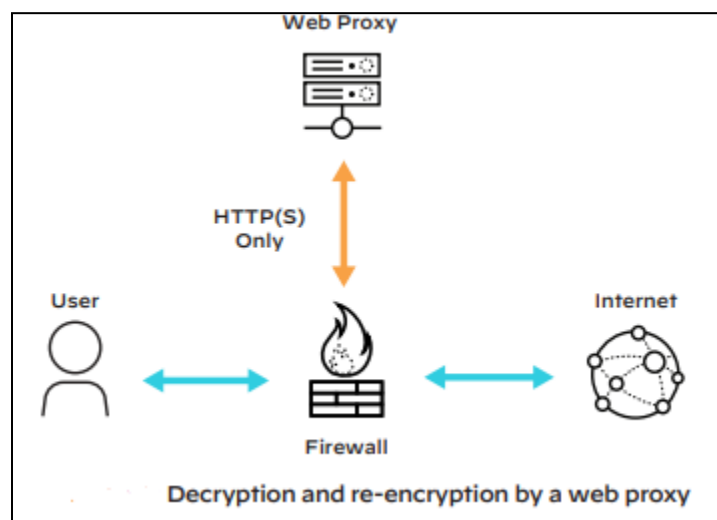 Web Proxy
HTTP(S)
Only
User
Internet
Firewall
Decryption and re-encryption by a web proxy